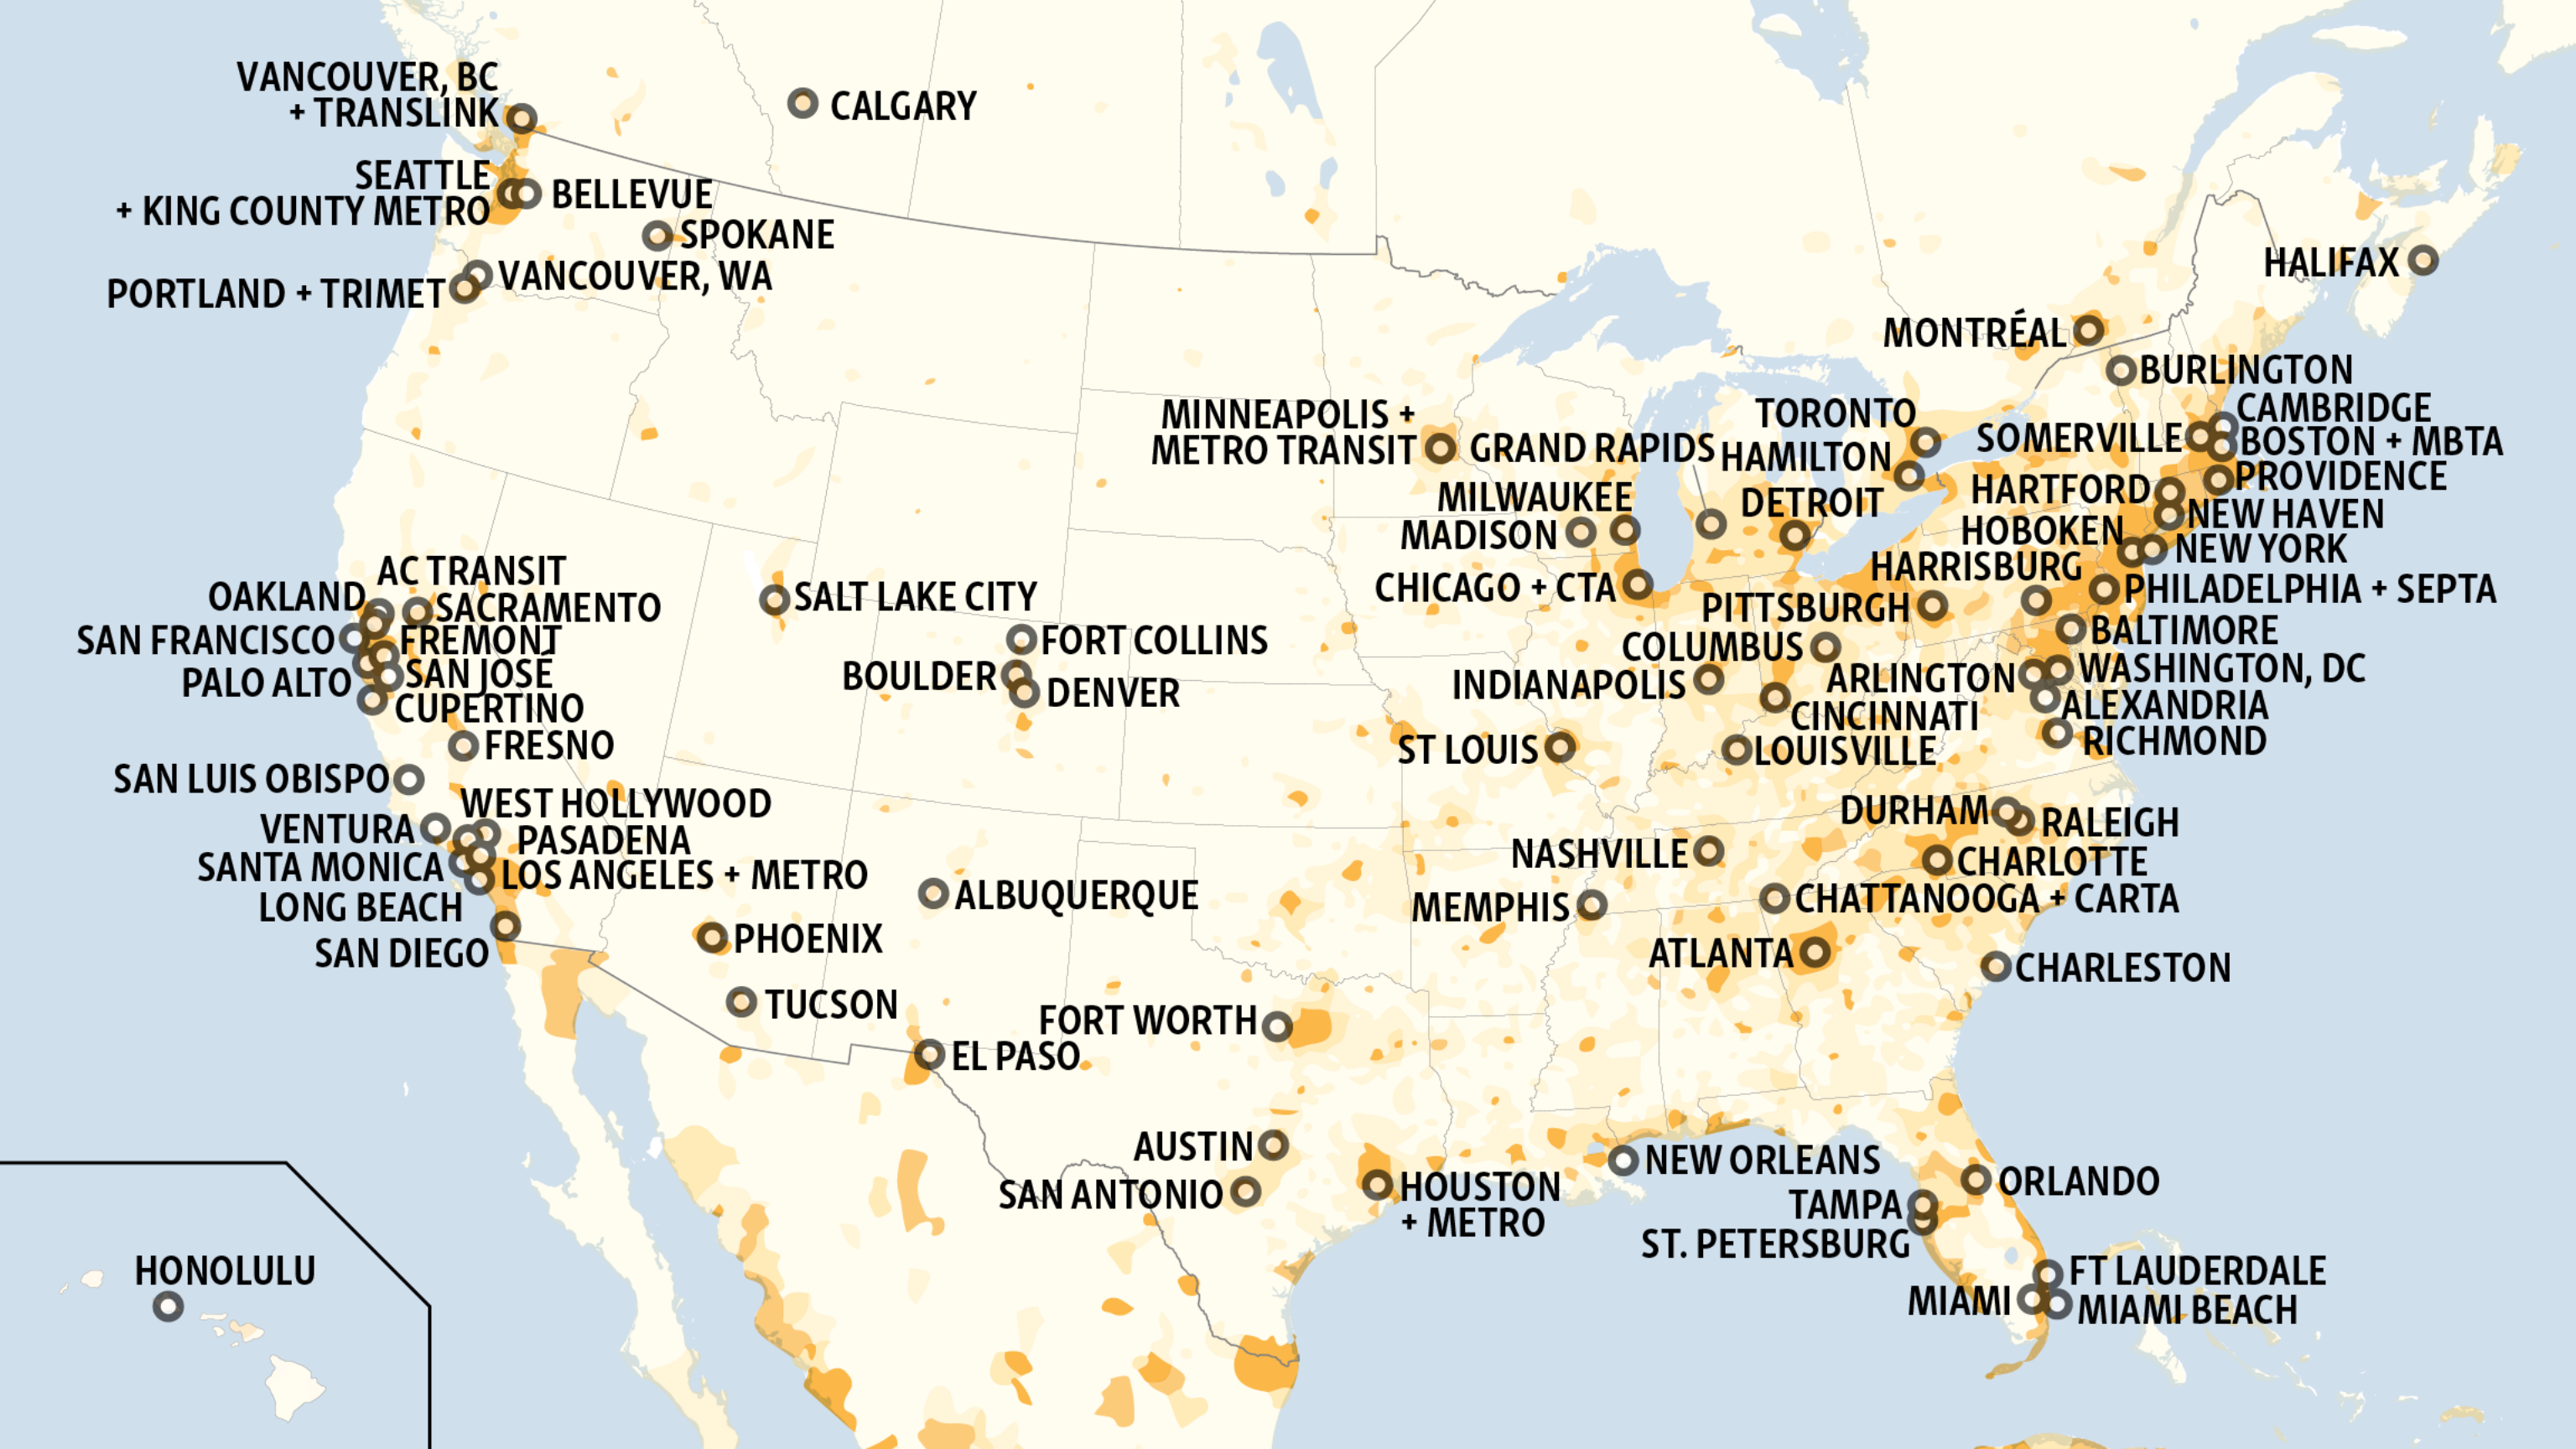 VANCOUVER, BC
+ TRANSLINK
CALGARY
SEATTLE
+ KING COUNTY METRO
BELLEVUE
SPOKANE
VANCOUVER, WA
PORTLAND + TRIMET
HALIFAX
MONTRÉAL
BURLINGTON
CAMBRIDGE
SOMERVILLE
BOSTON + MBTA
PROVIDENCE
HARTFORD
NEW HAVEN
HOBOKEN
NEW YORK
HARRISBURG
PHILADELPHIA + SEPTA
PITTSBURGH
BALTIMORE
MINNEAPOLIS +
METRO TRANSIT
GRAND RAPIDS
TORONTO
HAMILTON
DETROIT
MILWAUKEE
MADISON
CHICAGO + CTA
COLUMBUS
INDIANAPOLIS
CINCINNATI
ARLINGTON
WASHINGTON, DC
ALEXANDRIA
RICHMOND
ST LOUIS
LOUISVILLE
AC TRANSIT
OAKLAND
SACRAMENTO
SAN FRANCISCO
FREMONT
PALO ALTO
SAN JOSÉ
CUPERTINO
FRESNO
SAN LUIS OBISPO
WEST HOLLYWOOD
VENTURA
PASADENA
SANTA MONICA
LOS ANGELES + METRO
LONG BEACH
SAN DIEGO
SALT LAKE CITY
FORT COLLINS
BOULDER
DENVER
ALBUQUERQUE
PHOENIX
TUCSON
EL PASO
FORT WORTH
AUSTIN
SAN ANTONIO
HOUSTON
+ METRO
NASHVILLE
MEMPHIS
DURHAM
RALEIGH
CHARLOTTE
CHATTANOOGA + CARTA
ATLANTA
CHARLESTON
NEW ORLEANS
ORLANDO
TAMPA
ST. PETERSBURG
FT LAUDERDALE
MIAMI
MIAMI BEACH
HONOLULU